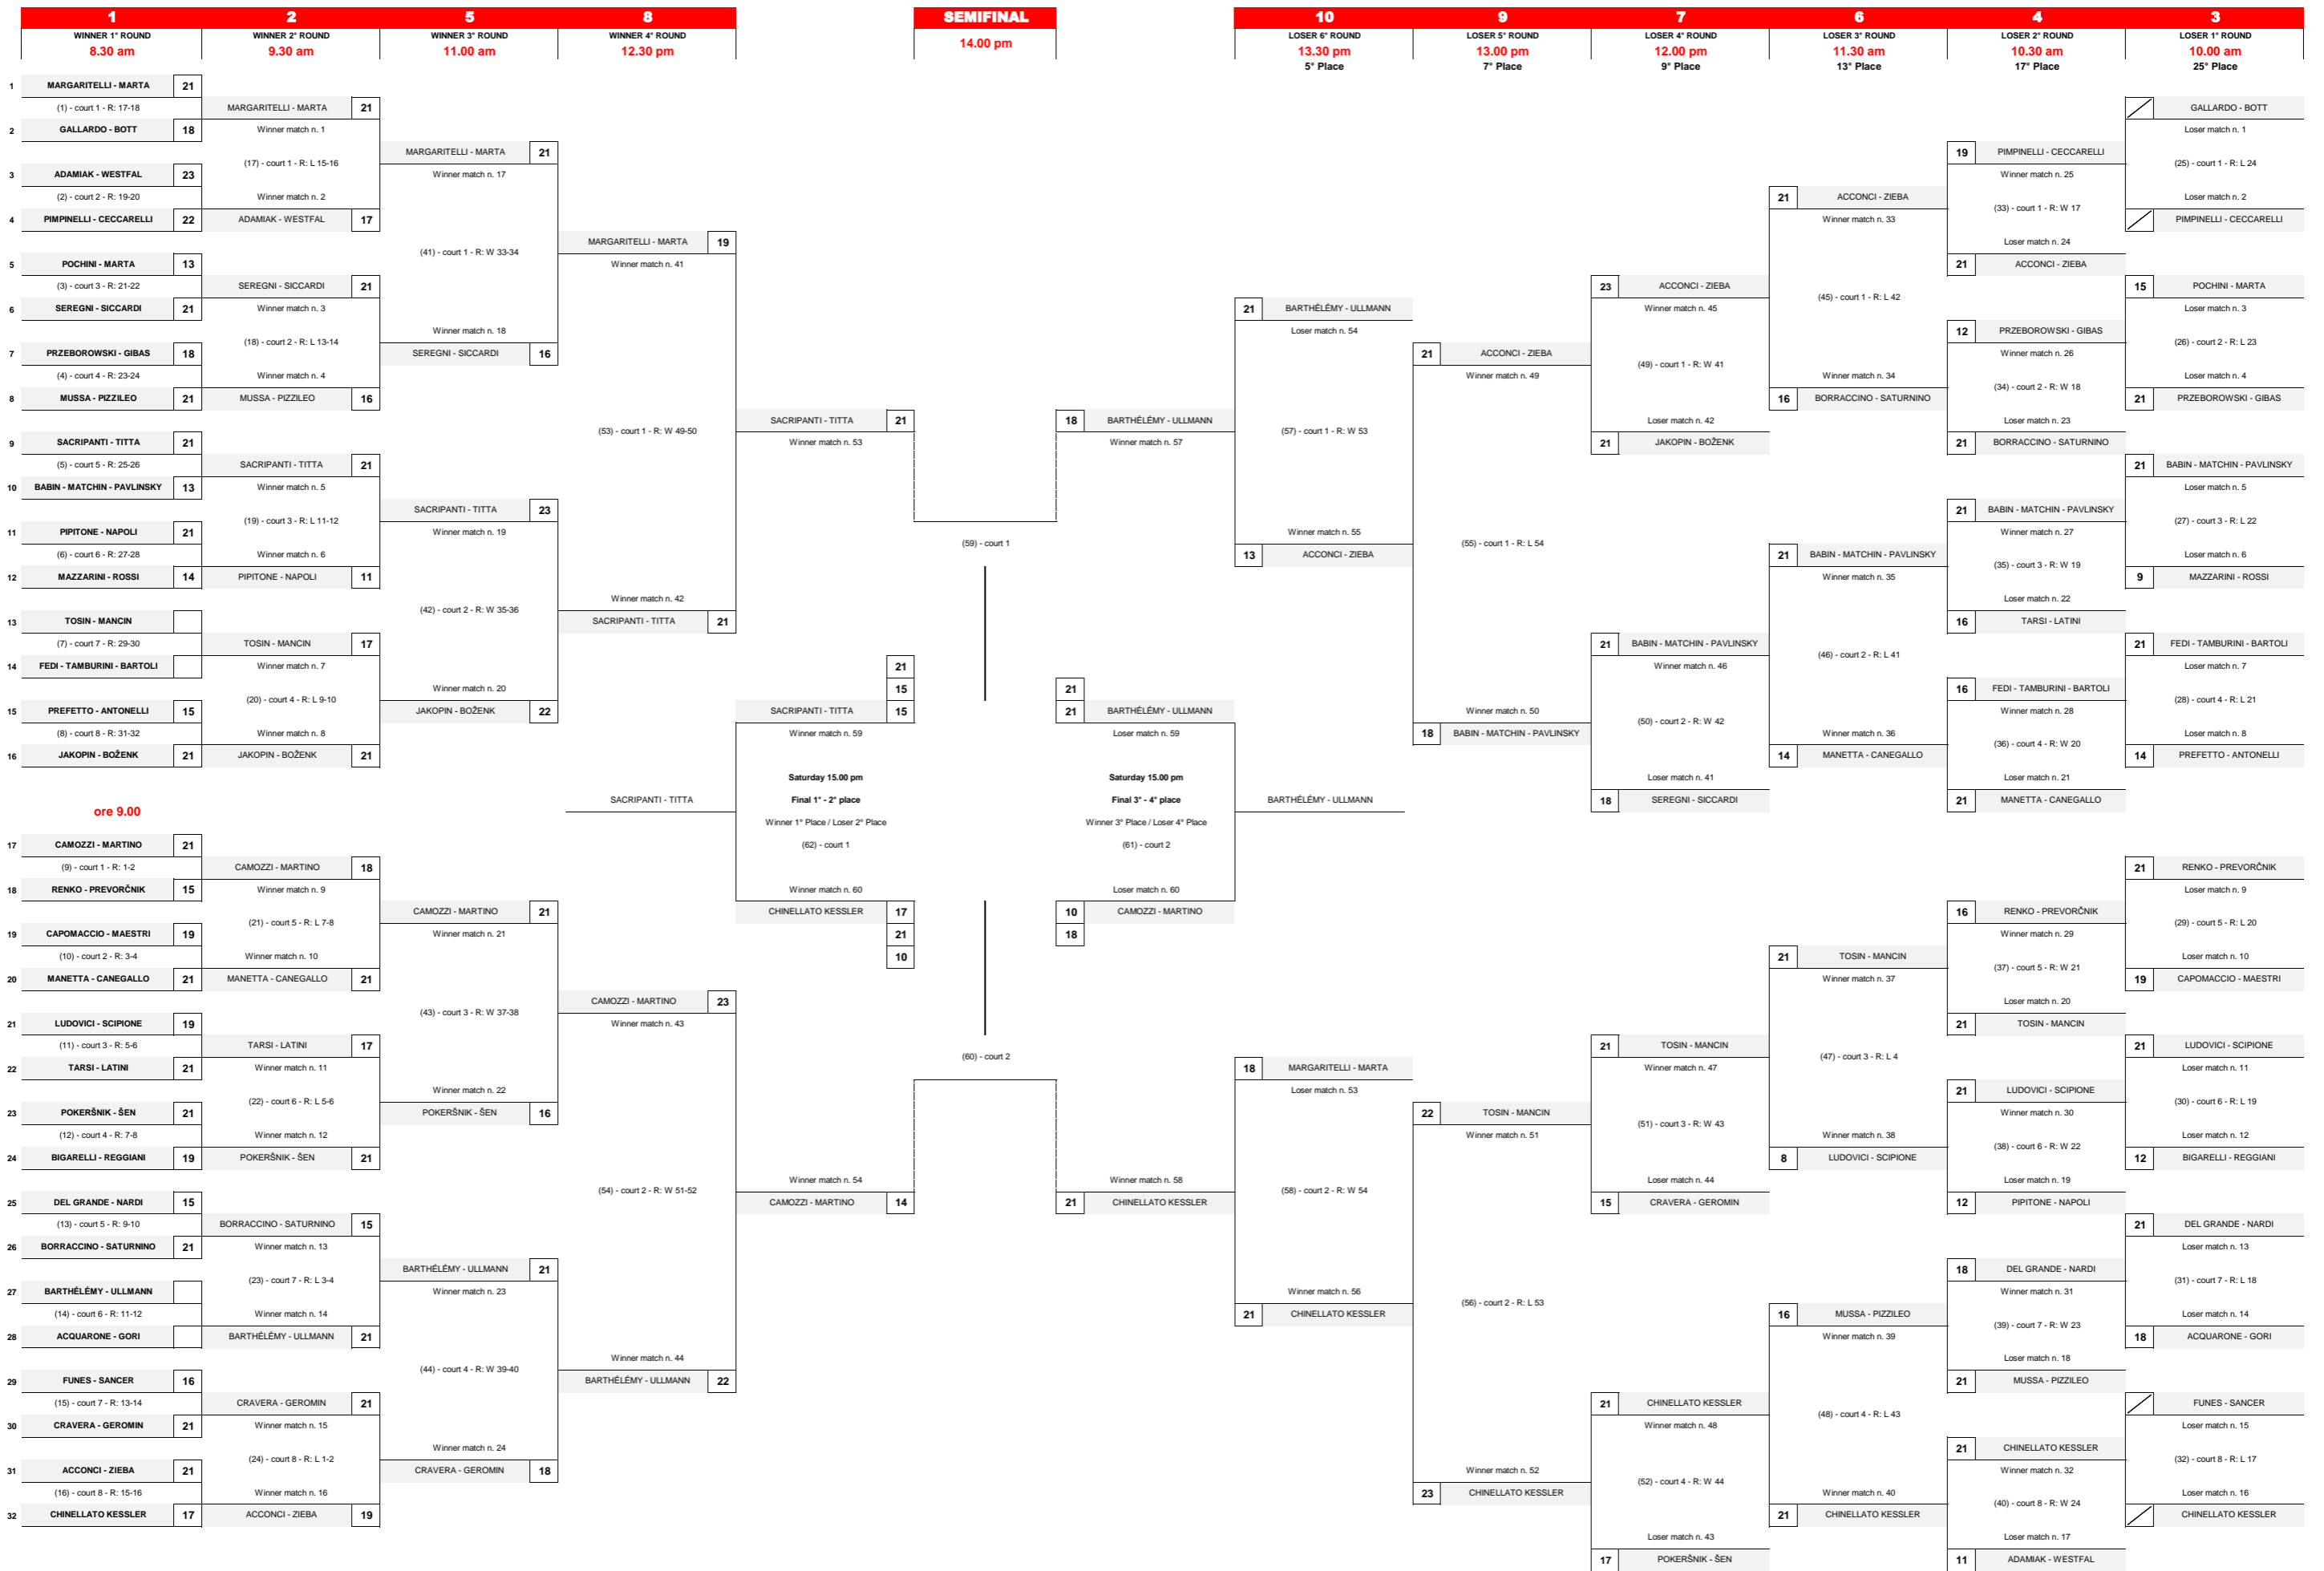 1 2 5 8 SEMIFINAL 10 9 7 6 4 3
WINNER 1° ROUND WINNER 2° ROUND WINNER 3° ROUND WINNER 4° ROUND LOSER 6° ROUND LOSER 5° ROUND LOSER 4° ROUND LOSER 3° ROUND LOSER 2° ROUND LOSER 1° ROUND
8.30 am 9.30 am 11.00 am 12.30 pm 14.00 pm 13.30 pm 13.00 pm 12.00 pm 11.30 am 10.30 am 10.00 am
5° Place 7° Place 9° Place 13° Place 17° Place 25° Place
1 MARGARITELLI - MARTA 21
(1) - court 1 - R: 17-18
2 GALLARDO - BOTT 18
3 ADAMIAK - WESTFAL 23
(2) - court 2 - R: 19-20
4 PIMPINELLI - CECCARELLI 22
5 POCHINI - MARTA 13
(3) - court 3 - R: 21-22
6 SEREGNI - SICCARDI 21
7 PRZEBOROWSKI - GIBAS 18
(4) - court 4 - R: 23-24
8 MUSSA - PIZZILEO 21
9 SACRIPANTI - TITTA 21
(5) - court 5 - R: 25-26
10 BABIN - MATCHIN - PAVLINSKY 13
11 PIPITONE - NAPOLI 21
(6) - court 6 - R: 27-28
12 MAZZARINI - ROSSI 14
13 TOSIN - MANCIN
(7) - court 7 - R: 29-30
14 FEDI - TAMBURINI - BARTOLI
15 PREFETTO - ANTONELLI 15
(8) - court 8 - R: 31-32
16 JAKOPIN - BOŽENK 21
ore 9.00
17 CAMOZZI - MARTINO 21
(9) - court 1 - R: 1-2
18 RENKO - PREVORČNIK 15
19 CAPOMACCIO - MAESTRI 19
(10) - court 2 - R: 3-4
20 MANETTA - CANEGALLO 21
21 LUDOVICI - SCIPIONE 19
(11) - court 3 - R: 5-6
22 TARSI - LATINI 21
23 POKERŠNIK - ŠEN 21
(12) - court 4 - R: 7-8
24 BIGARELLI - REGGIANI 19
25 DEL GRANDE - NARDI 15
(13) - court 5 - R: 9-10
26 BORRACCINO - SATURNINO 21
27 BARTHÉLÉMY - ULLMANN
(14) - court 6 - R: 11-12
28 ACQUARONE - GORI
29 FUNES - SANCER 16
(15) - court 7 - R: 13-14
30 CRAVERA - GEROMIN 21
31 ACCONCI - ZIEBA 21
(16) - court 8 - R: 15-16
32 CHINELLATO KESSLER 17
MARGARITELLI - MARTA 21
Winner match n. 1
(17) - court 1 - R: L 15-16
Winner match n. 2
ADAMIAK - WESTFAL 17
SEREGNI - SICCARDI 21
Winner match n. 3
(18) - court 2 - R: L 13-14
Winner match n. 4
MUSSA - PIZZILEO 16
SACRIPANTI - TITTA 21
Winner match n. 5
(19) - court 3 - R: L 11-12
Winner match n. 6
PIPITONE - NAPOLI 11
TOSIN - MANCIN 17
Winner match n. 7
(20) - court 4 - R: L 9-10
Winner match n. 8
JAKOPIN - BOŽENK 21
CAMOZZI - MARTINO 18
Winner match n. 9
(21) - court 5 - R: L 7-8
Winner match n. 10
MANETTA - CANEGALLO 21
TARSI - LATINI 17
Winner match n. 11
(22) - court 6 - R: L 5-6
Winner match n. 12
POKERŠNIK - ŠEN 21
BORRACCINO - SATURNINO 15
Winner match n. 13
(23) - court 7 - R: L 3-4
Winner match n. 14
BARTHÉLÉMY - ULLMANN 21
CRAVERA - GEROMIN 21
Winner match n. 15
(24) - court 8 - R: L 1-2
Winner match n. 16
ACCONCI - ZIEBA 19
MARGARITELLI - MARTA 21
Winner match n. 17
(41) - court 1 - R: W 33-34
Winner match n. 18
SEREGNI - SICCARDI 16
SACRIPANTI - TITTA 23
Winner match n. 19
(42) - court 2 - R: W 35-36
Winner match n. 20
JAKOPIN - BOŽENK 22
CAMOZZI - MARTINO 21
Winner match n. 21
(43) - court 3 - R: W 37-38
Winner match n. 22
POKERŠNIK - ŠEN 16
BARTHÉLÉMY - ULLMANN 21
Winner match n. 23
(44) - court 4 - R: W 39-40
Winner match n. 24
CRAVERA - GEROMIN 18
MARGARITELLI - MARTA 19
Winner match n. 41
(53) - court 1 - R: W 49-50
Winner match n. 42
SACRIPANTI - TITTA 21
SACRIPANTI - TITTA
CAMOZZI - MARTINO 23
Winner match n. 43
(54) - court 2 - R: W 51-52
Winner match n. 44
BARTHÉLÉMY - ULLMANN 22
SACRIPANTI - TITTA 21
Winner match n. 53
21
15
SACRIPANTI - TITTA 15
Winner match n. 59
Saturday 15.00 pm
Final 1° - 2° place
Winner 1° Place / Loser 2° Place
(62) - court 1
Winner match n. 60
CHINELLATO KESSLER 17
21
10
Winner match n. 54
CAMOZZI - MARTINO 14
(59) - court 1
(60) - court 2
18 BARTHÉLÉMY - ULLMANN
Winner match n. 57
21
21 BARTHÉLÉMY - ULLMANN
Loser match n. 59
Saturday 15.00 pm
Final 3° - 4° place
Winner 3° Place / Loser 4° Place
(61) - court 2
Loser match n. 60
10 CAMOZZI - MARTINO
18
Winner match n. 58
21 CHINELLATO KESSLER
21 BARTHÉLÉMY - ULLMANN
Loser match n. 54
(57) - court 1 - R: W 53
Winner match n. 55
13 ACCONCI - ZIEBA
BARTHÉLÉMY - ULLMANN
18 MARGARITELLI - MARTA
Loser match n. 53
(58) - court 2 - R: W 54
Winner match n. 56
21 CHINELLATO KESSLER
21 ACCONCI - ZIEBA
Winner match n. 49
(55) - court 1 - R: L 54
Winner match n. 50
18 BABIN - MATCHIN - PAVLINSKY
22 TOSIN - MANCIN
Winner match n. 51
(56) - court 2 - R: L 53
Winner match n. 52
23 CHINELLATO KESSLER
23 ACCONCI - ZIEBA
Winner match n. 45
(49) - court 1 - R: W 41
Loser match n. 42
21 JAKOPIN - BOŽENK
21 BABIN - MATCHIN - PAVLINSKY
Winner match n. 46
(50) - court 2 - R: W 42
Loser match n. 41
18 SEREGNI - SICCARDI
21 TOSIN - MANCIN
Winner match n. 47
(51) - court 3 - R: W 43
Loser match n. 44
15 CRAVERA - GEROMIN
21 CHINELLATO KESSLER
Winner match n. 48
(52) - court 4 - R: W 44
Loser match n. 43
17 POKERŠNIK - ŠEN
21 ACCONCI - ZIEBA
Winner match n. 33
(45) - court 1 - R: L 42
Winner match n. 34
16 BORRACCINO - SATURNINO
21 BABIN - MATCHIN - PAVLINSKY
Winner match n. 35
(46) - court 2 - R: L 41
Winner match n. 36
14 MANETTA - CANEGALLO
21 TOSIN - MANCIN
Winner match n. 37
(47) - court 3 - R: L 4
Winner match n. 38
8 LUDOVICI - SCIPIONE
16 MUSSA - PIZZILEO
Winner match n. 39
(48) - court 4 - R: L 43
Winner match n. 40
21 CHINELLATO KESSLER
19 PIMPINELLI - CECCARELLI
Winner match n. 25
(33) - court 1 - R: W 17
Loser match n. 24
21 ACCONCI - ZIEBA
12 PRZEBOROWSKI - GIBAS
Winner match n. 26
(34) - court 2 - R: W 18
Loser match n. 23
21 BORRACCINO - SATURNINO
21 BABIN - MATCHIN - PAVLINSKY
Winner match n. 27
(35) - court 3 - R: W 19
Loser match n. 22
16 TARSI - LATINI
16 FEDI - TAMBURINI - BARTOLI
Winner match n. 28
(36) - court 4 - R: W 20
Loser match n. 21
21 MANETTA - CANEGALLO
16 RENKO - PREVORČNIK
Winner match n. 29
(37) - court 5 - R: W 21
Loser match n. 20
21 TOSIN - MANCIN
21 LUDOVICI - SCIPIONE
Winner match n. 30
(38) - court 6 - R: W 22
Loser match n. 19
12 PIPITONE - NAPOLI
18 DEL GRANDE - NARDI
Winner match n. 31
(39) - court 7 - R: W 23
Loser match n. 18
21 MUSSA - PIZZILEO
21 CHINELLATO KESSLER
Winner match n. 32
(40) - court 8 - R: W 24
Loser match n. 17
11 ADAMIAK - WESTFAL
GALLARDO - BOTT
Loser match n. 1
(25) - court 1 - R: L 24
Loser match n. 2
PIMPINELLI - CECCARELLI
15 POCHINI - MARTA
Loser match n. 3
(26) - court 2 - R: L 23
Loser match n. 4
21 PRZEBOROWSKI - GIBAS
21 BABIN - MATCHIN - PAVLINSKY
Loser match n. 5
(27) - court 3 - R: L 22
Loser match n. 6
9 MAZZARINI - ROSSI
21 FEDI - TAMBURINI - BARTOLI
Loser match n. 7
(28) - court 4 - R: L 21
Loser match n. 8
14 PREFETTO - ANTONELLI
21 RENKO - PREVORČNIK
Loser match n. 9
(29) - court 5 - R: L 20
Loser match n. 10
19 CAPOMACCIO - MAESTRI
21 LUDOVICI - SCIPIONE
Loser match n. 11
(30) - court 6 - R: L 19
Loser match n. 12
12 BIGARELLI - REGGIANI
21 DEL GRANDE - NARDI
Loser match n. 13
(31) - court 7 - R: L 18
Loser match n. 14
18 ACQUARONE - GORI
FUNES - SANCER
Loser match n. 15
(32) - court 8 - R: L 17
Loser match n. 16
CHINELLATO KESSLER